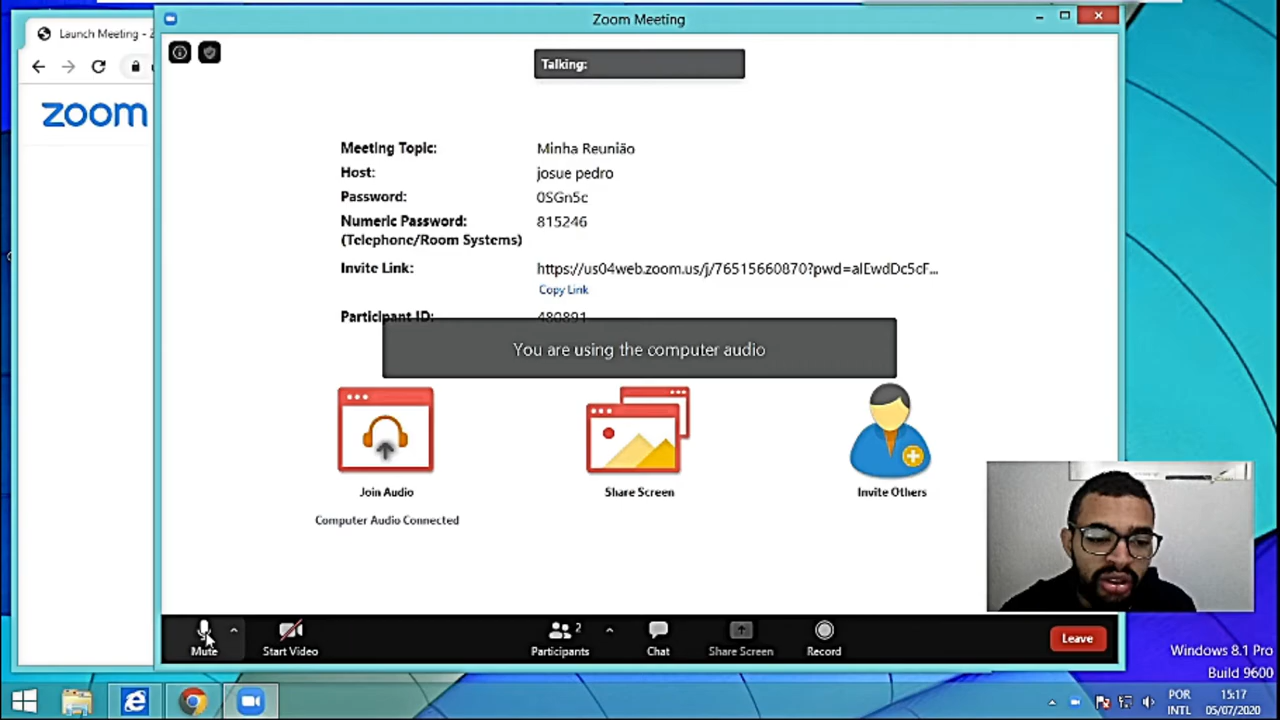 Zoom Meeting
Launch Meeting - Z
zoom
Talking:
Meeting Topic: Minha Reunião
Host: josue pedro
Password: 0SGn5c
Numeric Password: 815246
(Telephone/Room Systems)
Invite Link: https://us04web.zoom.us/j/76515660870?pwd=alEwdDc5cF...
Copy Link
Participant ID: 480891
You are using the computer audio
Join Audio
Share Screen
Invite Others
Computer Audio Connected
Mute
Start Video
2
Participants
Chat
Share Screen
Record
Leave
Windows 8.1 Pro
Build 9600
POR
INTL
15:17
05/07/2020